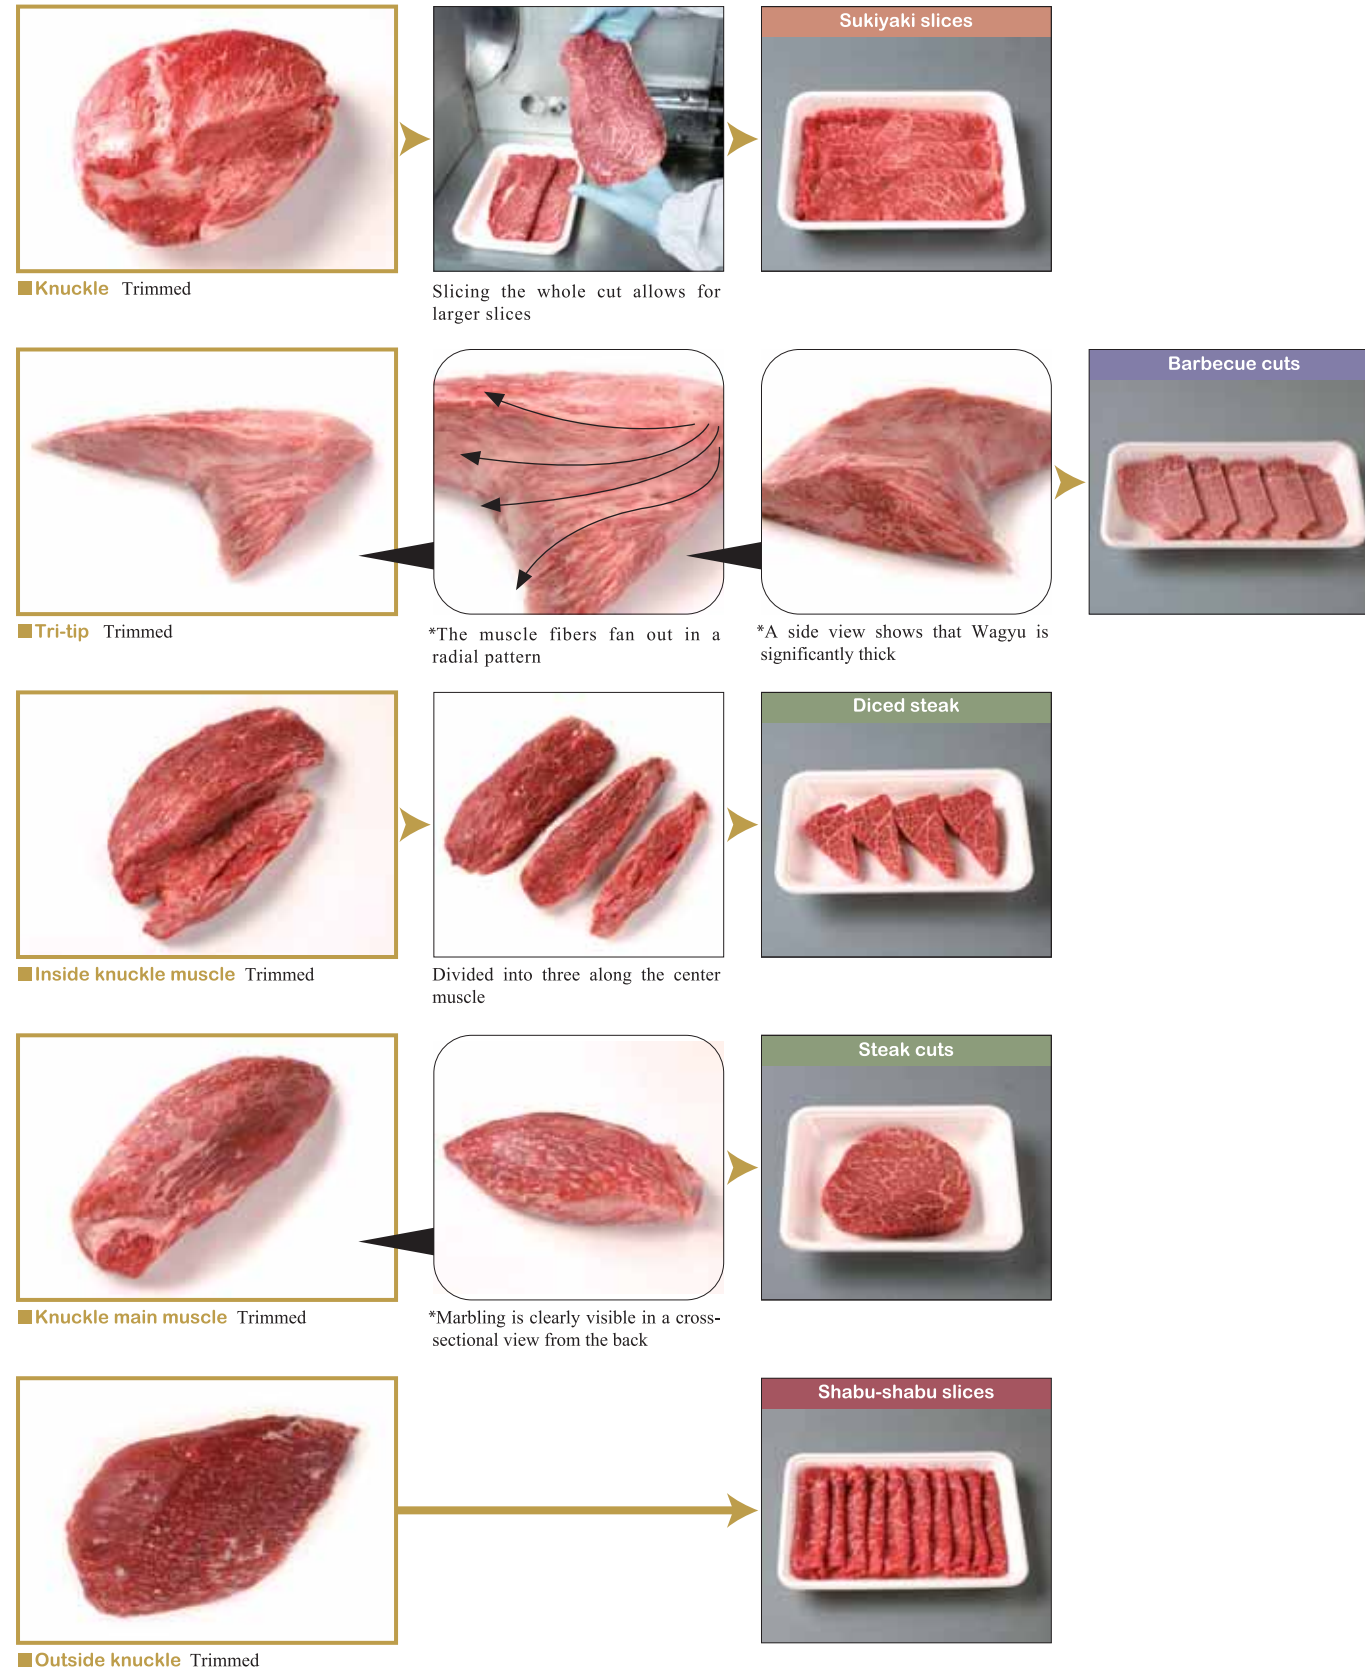 Sukiyaki slices
■Knuckle Trimmed
Slicing the whole cut allows for
larger slices
Barbecue cuts
■Tri-tip Trimmed
*The muscle fibers fan out in a
radial pattern
*A side view shows that Wagyu is
significantly thick
Diced steak
■Inside knuckle muscle Trimmed
Divided into three along the center
muscle
Steak cuts
■Knuckle main muscle Trimmed
*Marbling is clearly visible in a cross-
sectional view from the back
Shabu-shabu slices
■Outside knuckle Trimmed